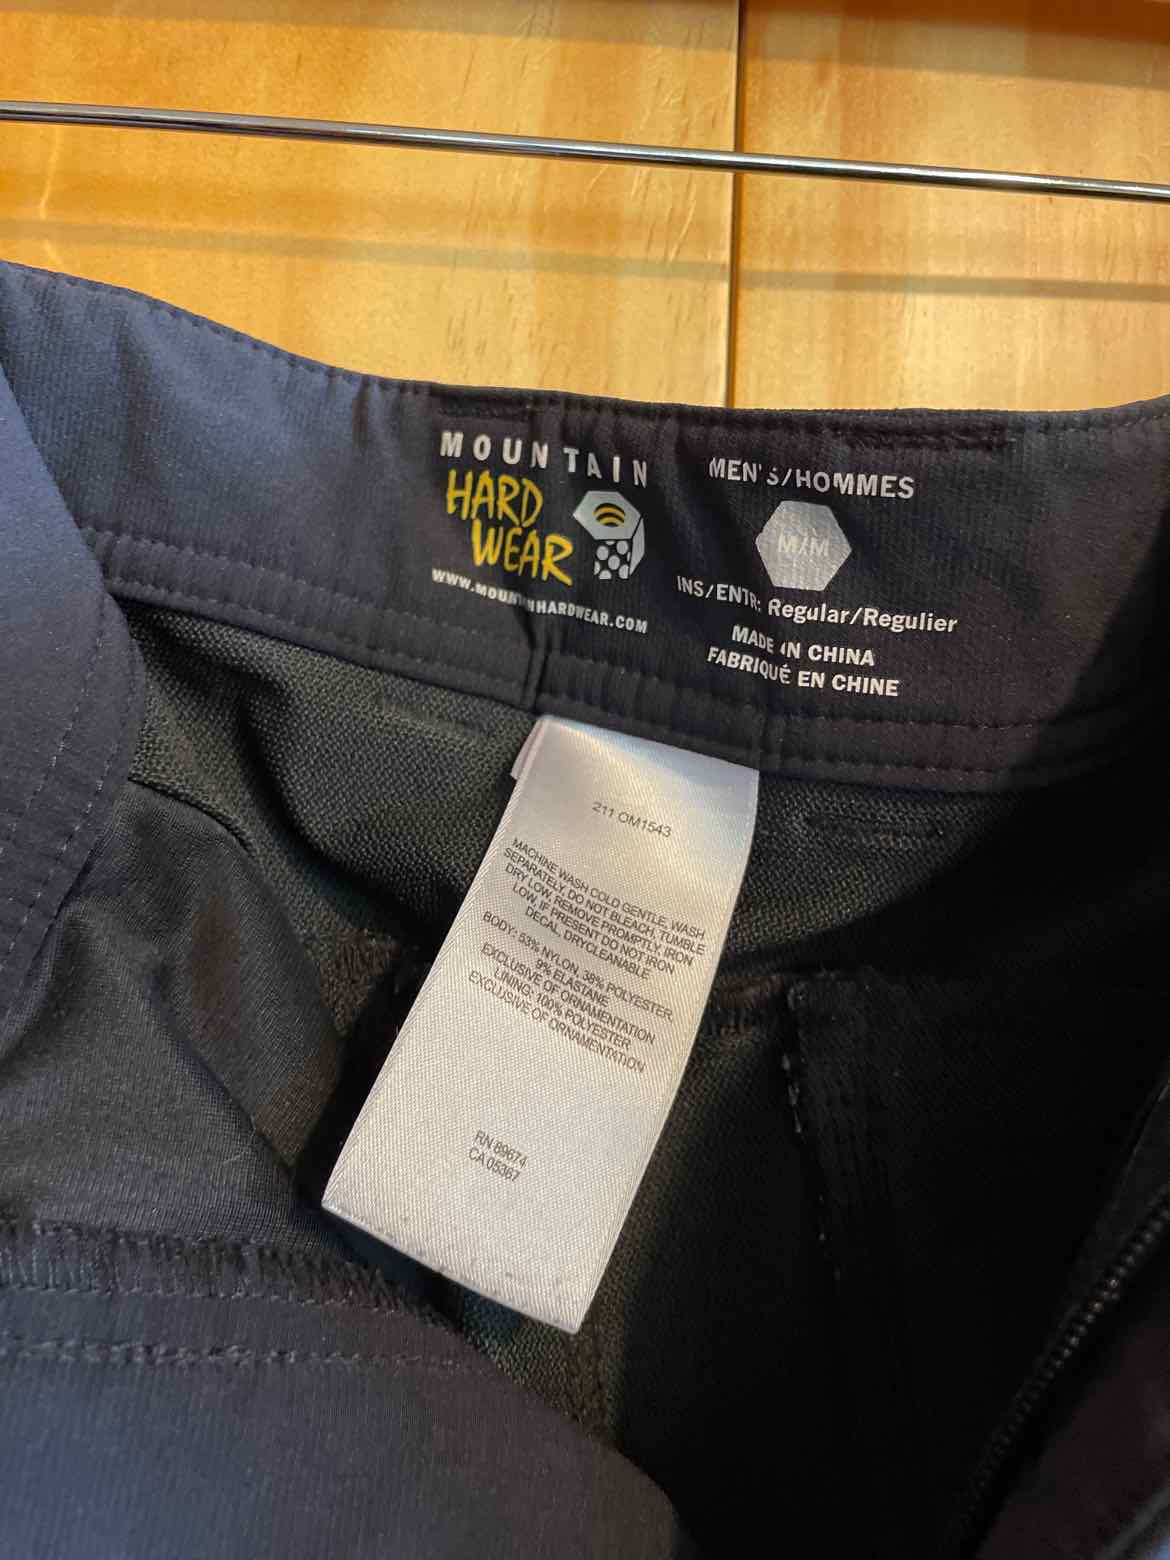 MOUNTAIN
HARD
WEAR
WWW.MOUNTAINHARDWEAR.COM
MEN'S/HOMMES
M/M
INS/ENTR: Regular/Regulier
MADE IN CHINA
FABRIQUÉ EN CHINE
211 OM1543
MACHINE WASH COLD GENTLE, WASH
SEPARATELY, DO NOT BLEACH, TUMBLE
DRY LOW, REMOVE PROMPTLY, IRON
LOW, IF PRESENT DO NOT IRON
DECAL, DRYCLEANABLE
BODY: 53% NYLON, 38% POLYESTER,
9% ELASTANE
EXCLUSIVE OF ORNAMENTATION
LINING: 100% POLYESTER
EXCLUSIVE OF ORNAMENTATION
RN 89674
CA 05367